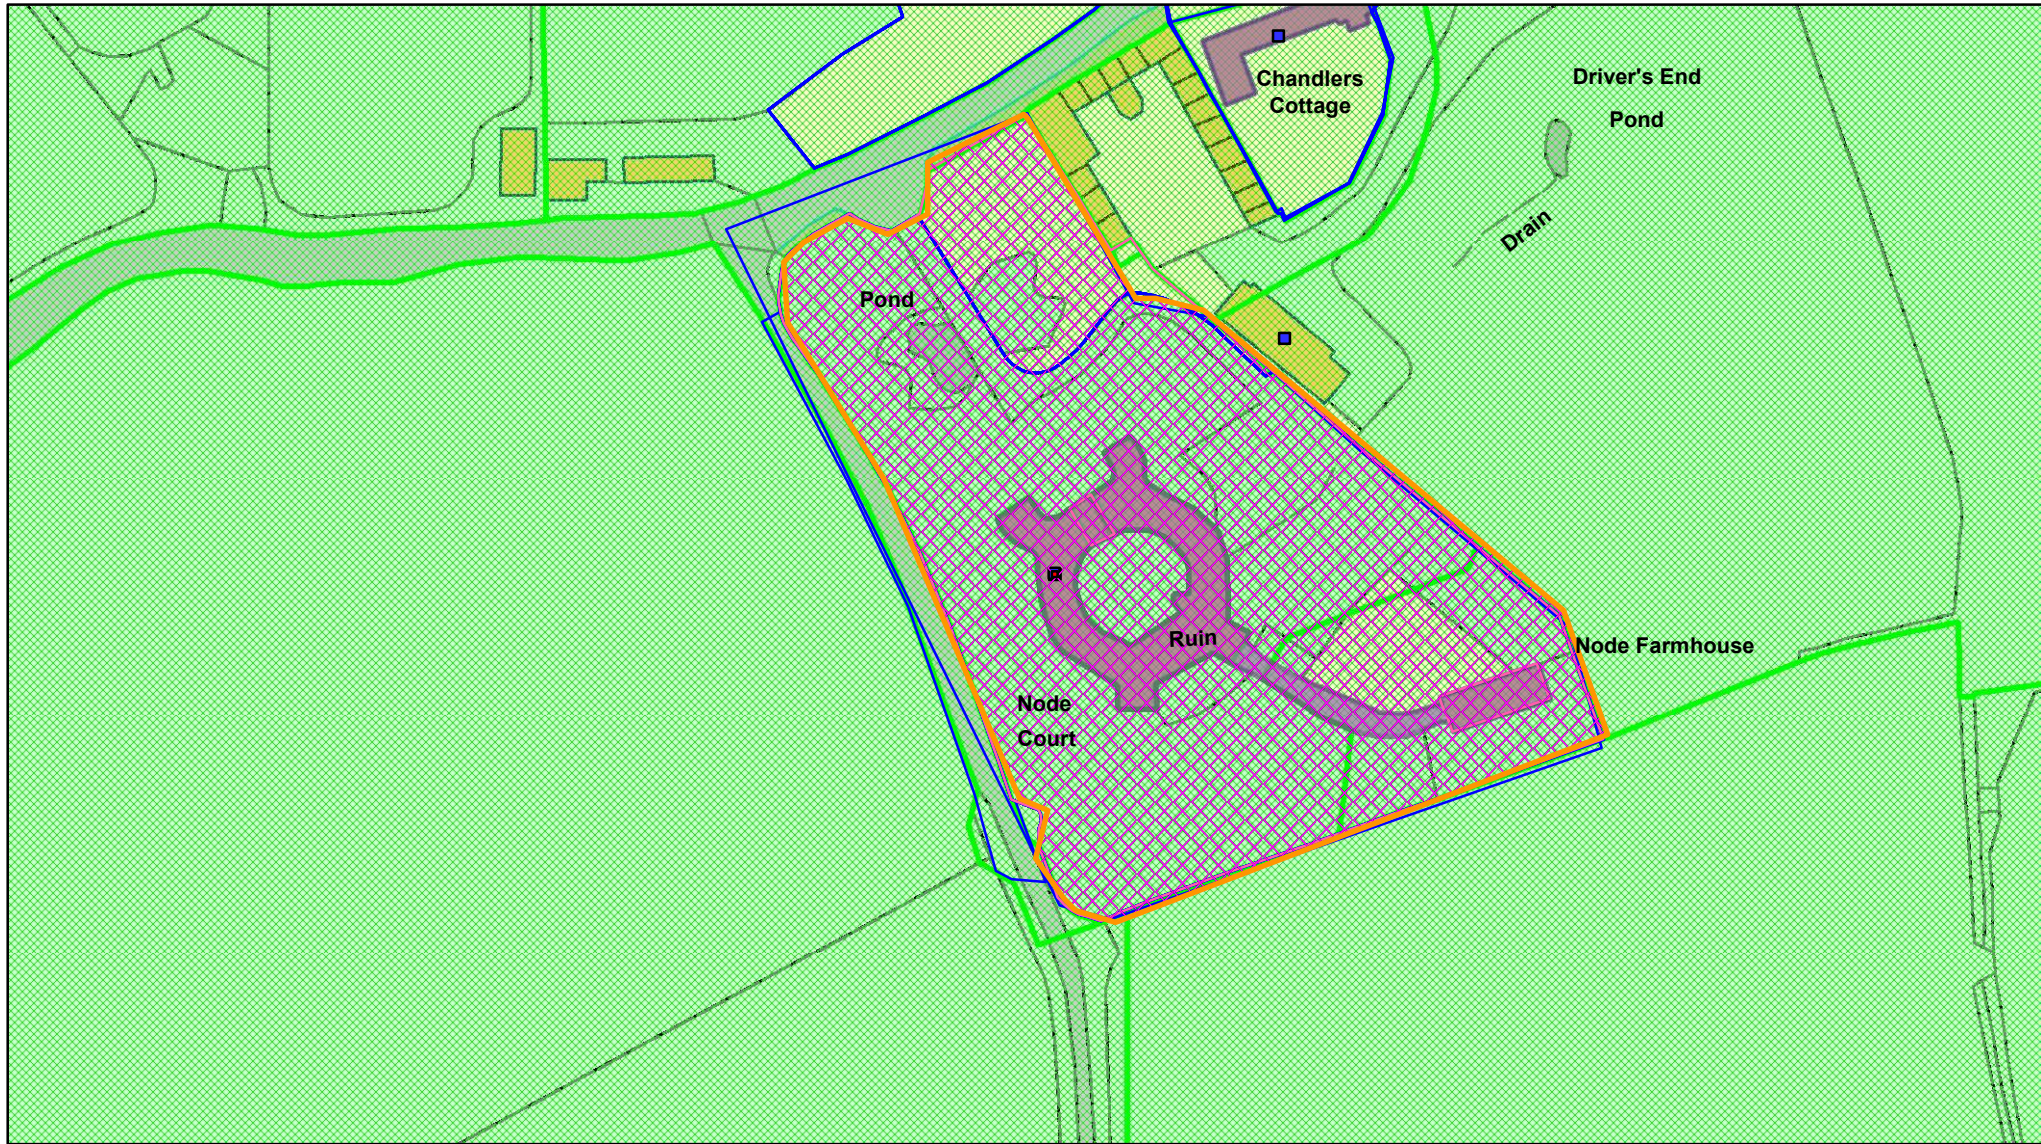 Driver's End
Pond
Chandlers
Cottage
Drain
Pond
Ruin
Node Farmhouse
Node
Court